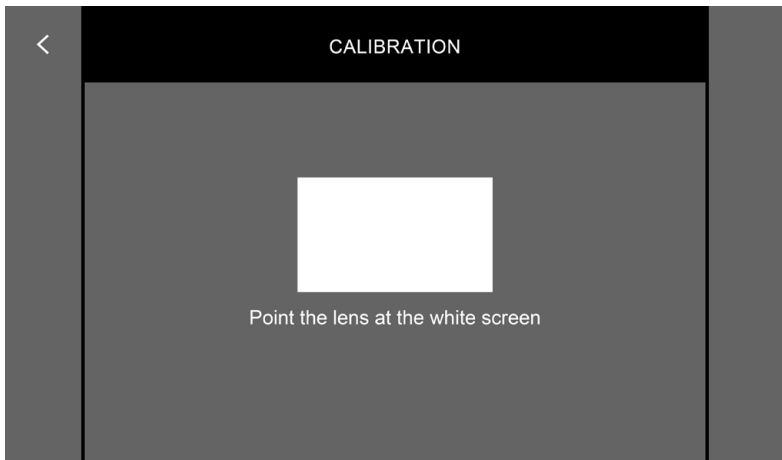 CALIBRATION
Point the lens at the white screen